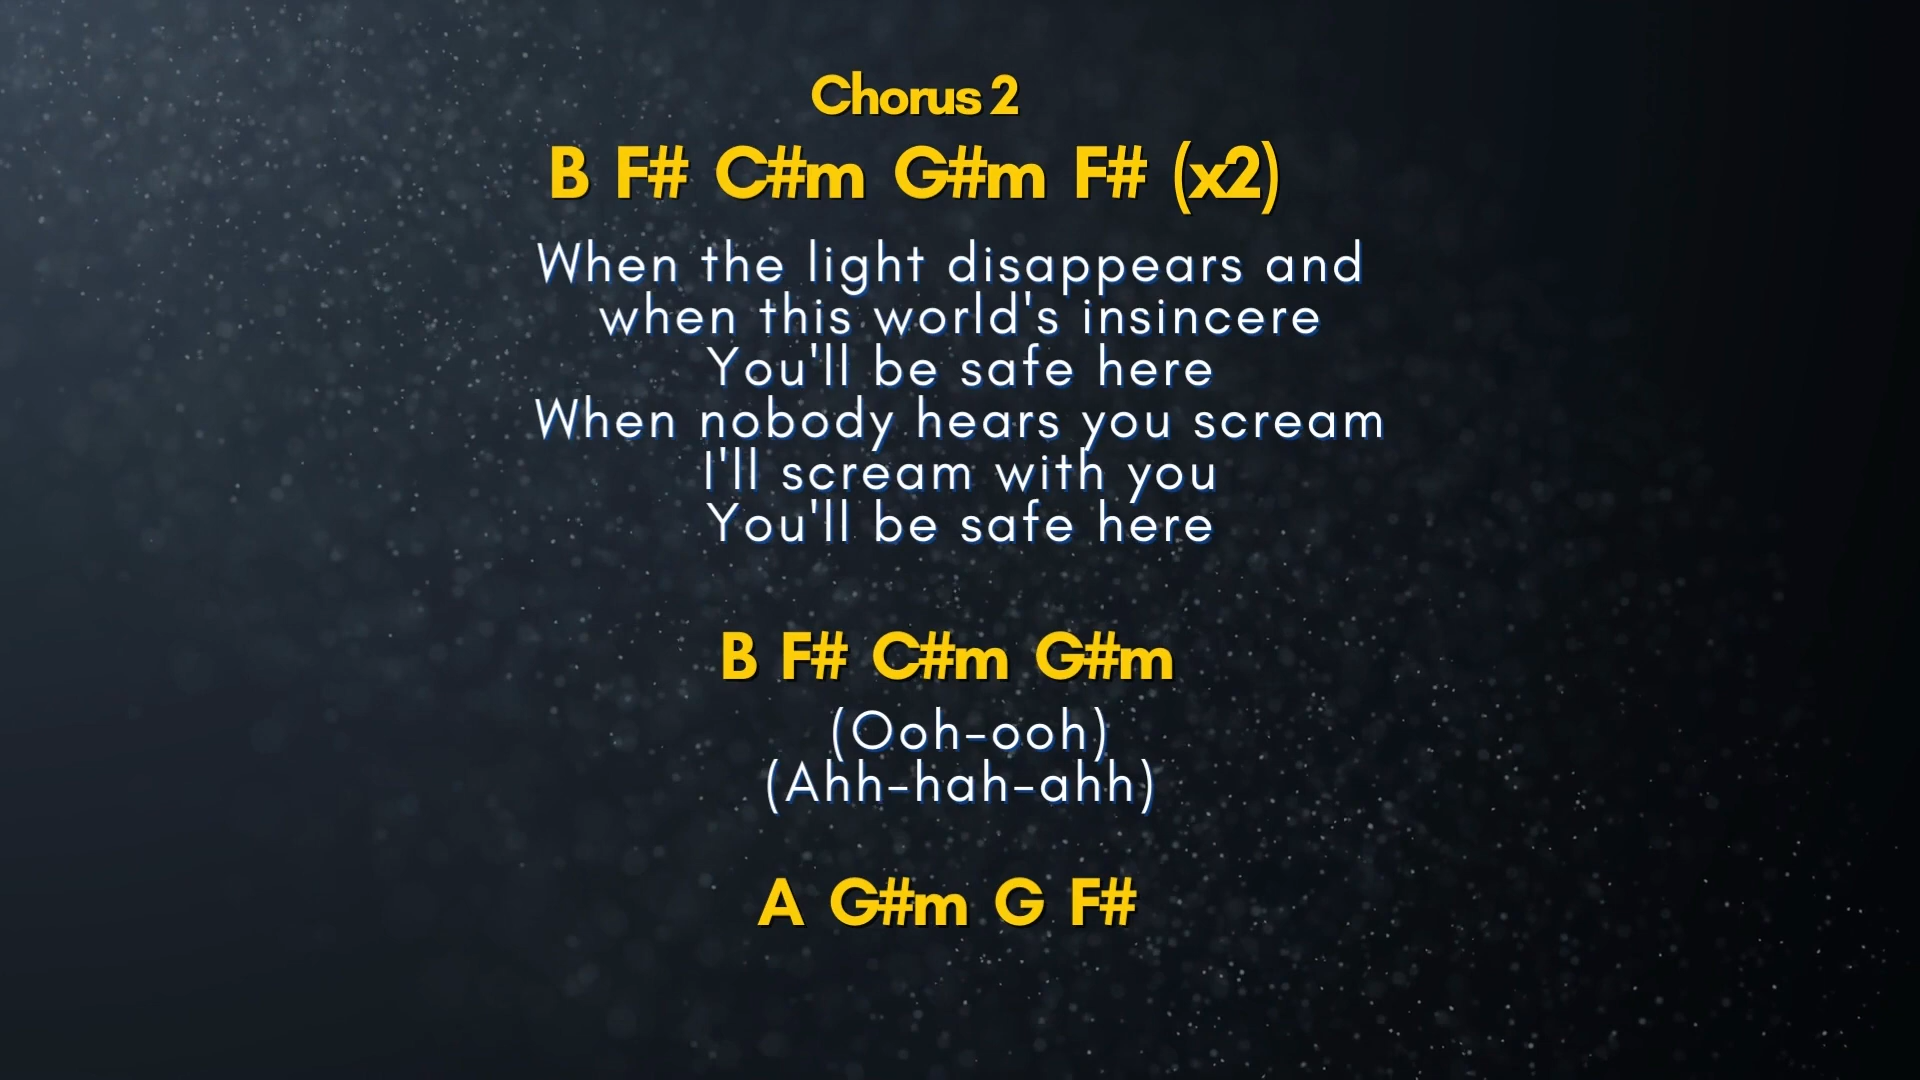 Chorus 2
B F# C#m G#m F# (x2)
When the light disappears and
when this world's insincere
You'll be safe here
When nobody hears you scream
I'll scream with you
You'll be safe here
B F# C#m G#m
(Ooh-ooh)
(Ahh-hah-ahh)
A G#m G F#